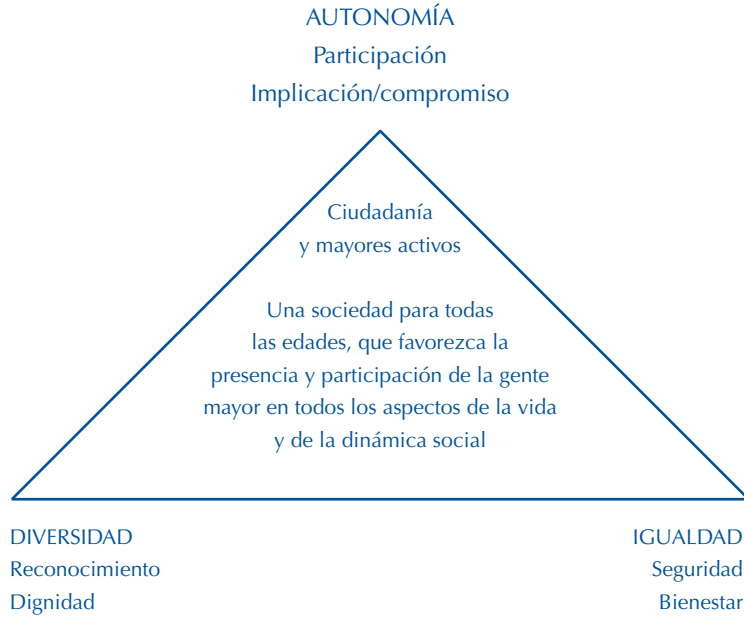 AUTONOMÍA
Participación
Implicación/compromiso
Ciudadanía
y mayores activos
Una sociedad para todas
las edades, que favorezca la
presencia y participación de la gente
mayor en todos los aspectos de la vida
y de la dinámica social
DIVERSIDAD
Reconocimiento
Dignidad
IGUALDAD
Seguridad
Bienestar